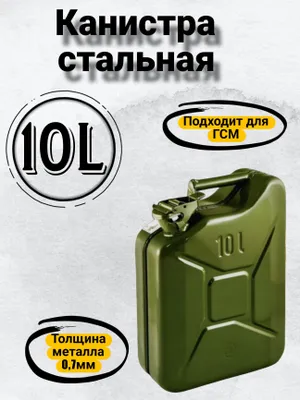 Канистра
стальная
10L
Подходит для
ГСМ
10 L
Толщина
металла
0,7мм